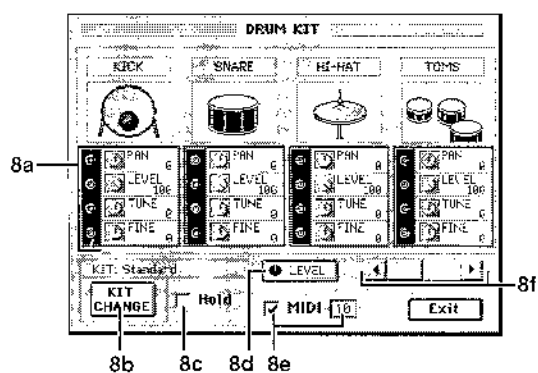 DRUM KIT
KICK SNARE HI-HAT TOMS
8a
PAN 0 PAN 0 PAN 0 PAN 0
LEVEL 100 LEVEL 100 LEVEL 100 LEVEL 100
TUNE 0 TUNE 0 TUNE 0 TUNE 0
FINE 0 FINE 0 FINE 0 FINE 0
KIT: Standard LEVEL 8f
KIT CHANGE Hold MIDI 10 Exit
8b 8c 8d 8e